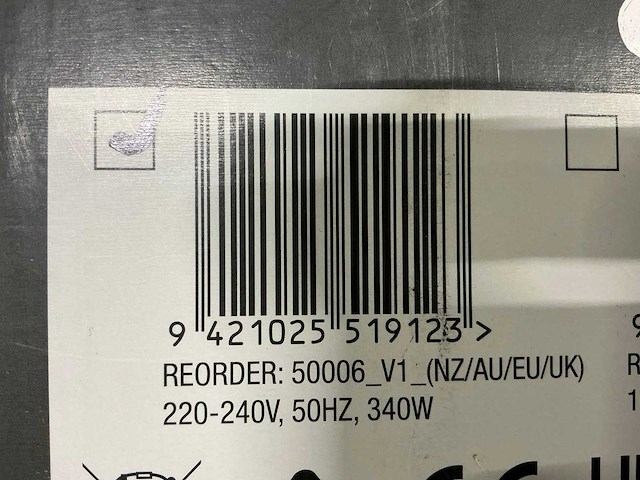 9 421025 519123 >
REORDER: 50006_V1_(NZ/AU/EU/UK)
220-240V, 50HZ, 340W